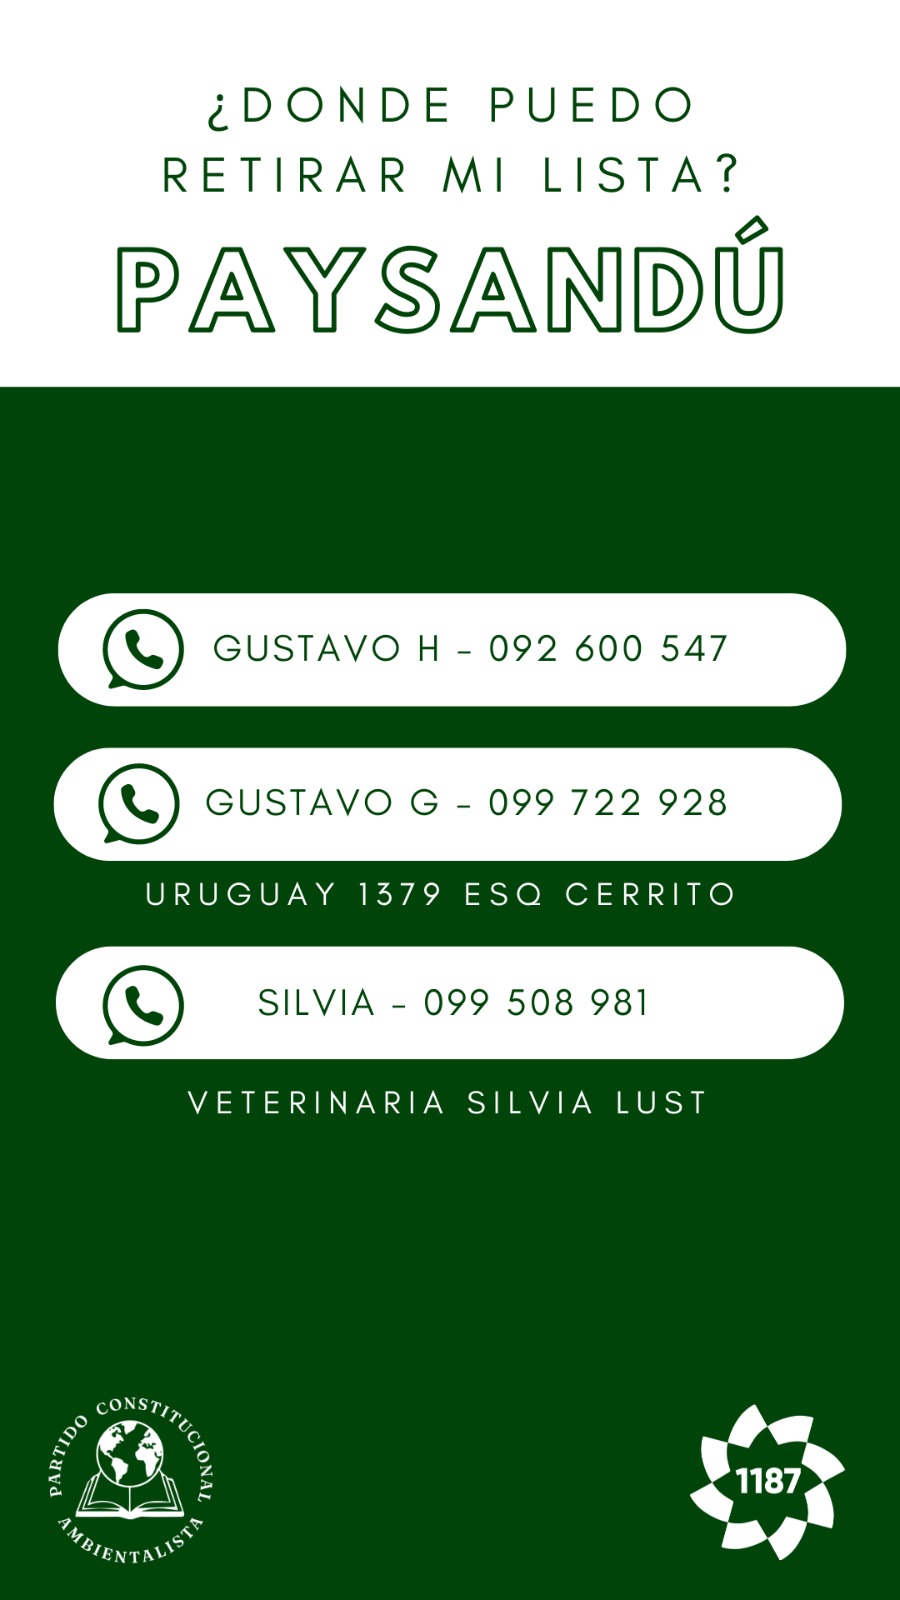 ¿DONDE PUEDO
RETIRAR MI LISTA?
PAYSANDÚ
GUSTAVO H - 092 600 547
GUSTAVO G - 099 722 928
URUGUAY 1379 ESQ CERRITO
SILVIA - 099 508 981
VETERINARIA SILVIA LUST
PARTIDO CONSTITUCIONAL
AMBIENTALISTA
1187